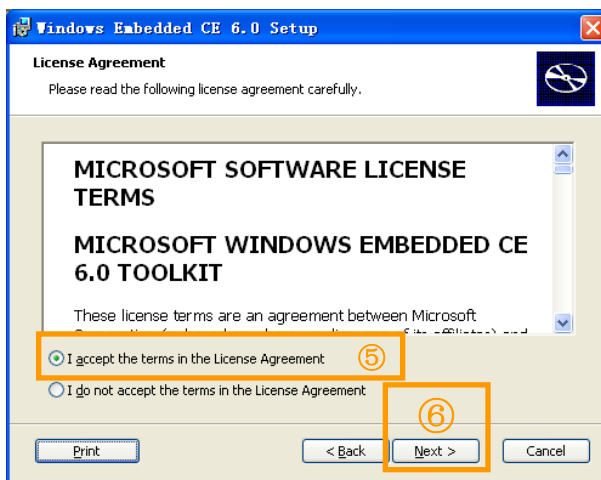 Windows Embedded CE 6.0 Setup
License Agreement
Please read the following license agreement carefully.
MICROSOFT SOFTWARE LICENSE
TERMS
MICROSOFT WINDOWS EMBEDDED CE
6.0 TOOLKIT
These license terms are an agreement between Microsoft
I accept the terms in the License Agreement ⑤
I do not accept the terms in the License Agreement
⑥
Print < Back Next > Cancel